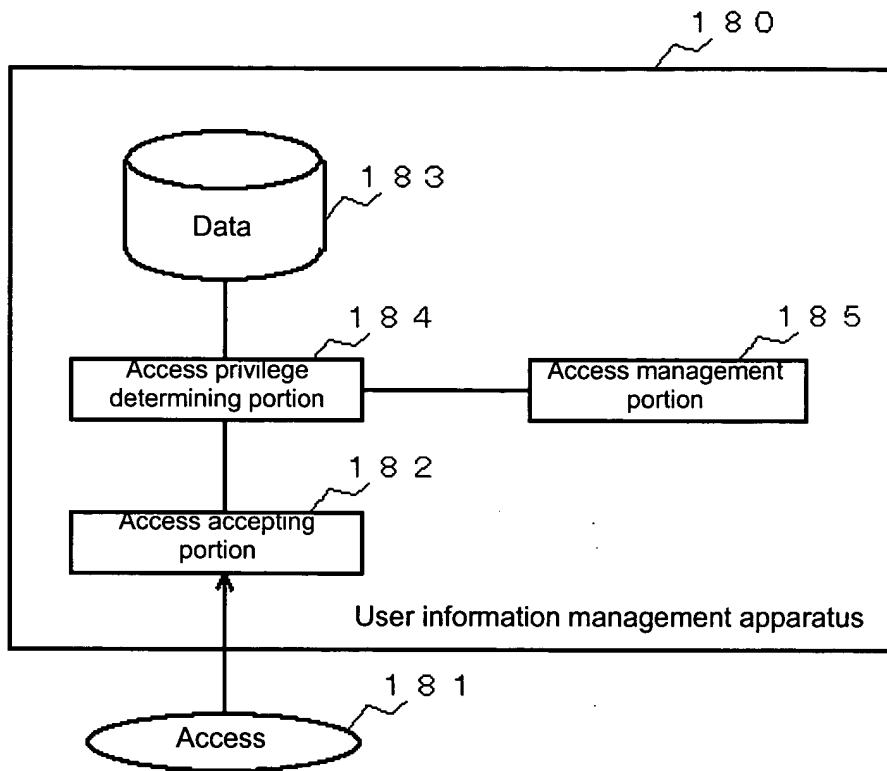 180
183
Data
184
185
Access privilege
determining portion
Access management
portion
182
Access accepting
portion
User information management apparatus
181
Access